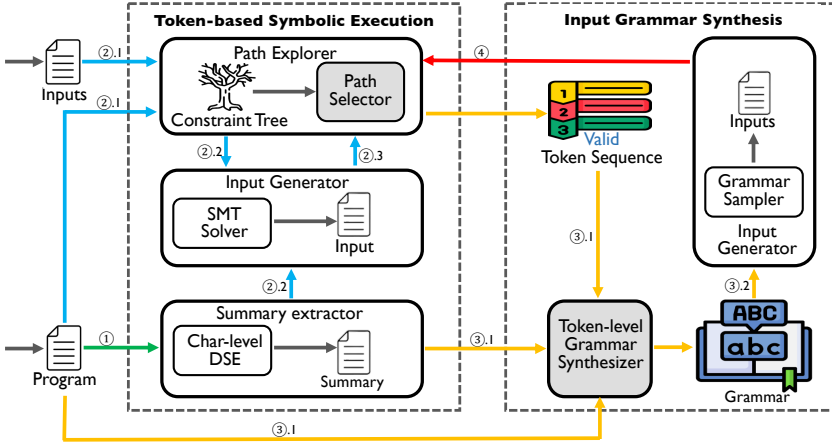 Token-based Symbolic Execution
Input Grammar Synthesis
Inputs
②.1
②.1
Path Explorer
Constraint Tree
Path
Selector
④
1
2
3
Valid
Token Sequence
Inputs
Grammar
Sampler
Input
Generator
②.2
②.3
Input Generator
SMT
Solver
Input
③.1
②.2
③.2
Program
①
Summary extractor
Char-level
DSE
Summary
③.1
Token-level
Grammar
Synthesizer
ABC
abc
Grammar
③.1